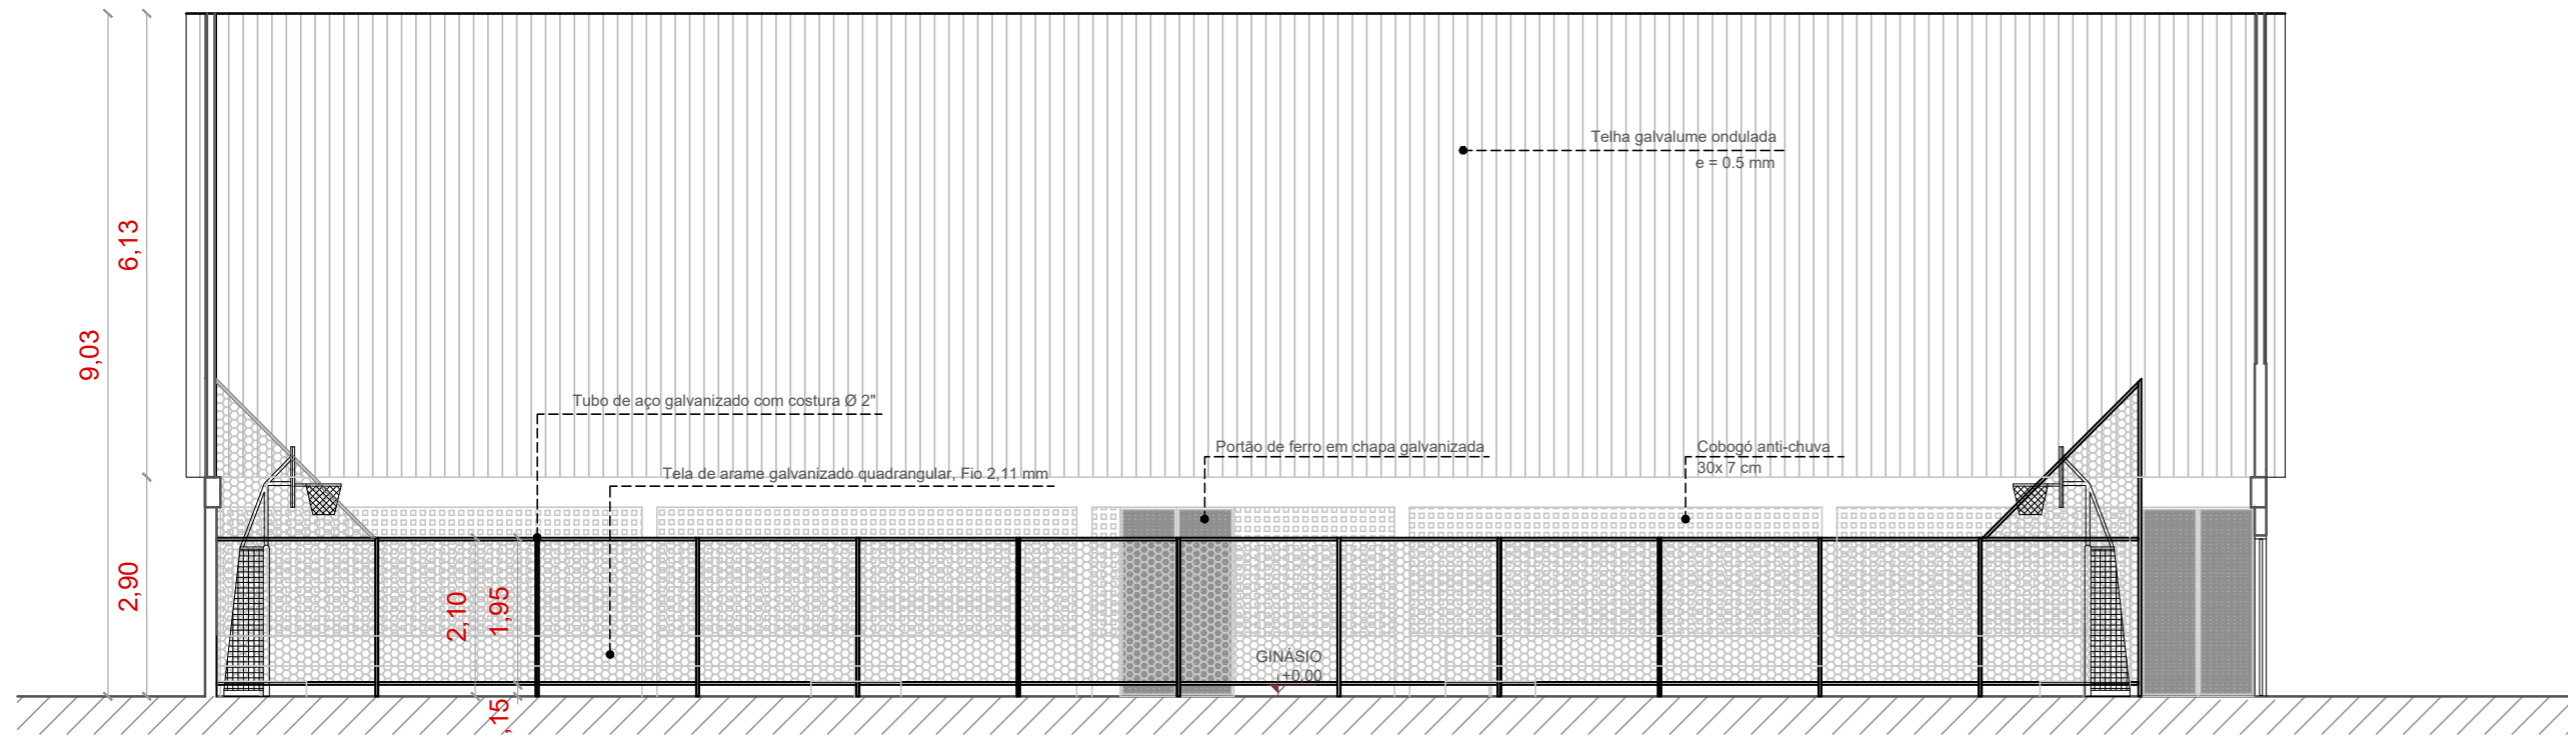 Telha galvalume ondulada
e = 0.5 mm
6,13
9,03
Tubo de aço galvanizado com costura Ø 2"
Portão de ferro em chapa galvanizada
Cobogó anti-chuva
30x 7 cm
Tela de arame galvanizado quadrangular, Fio 2,11 mm
2,90
2,10
1,95
GINÁSIO
+0.00
,15